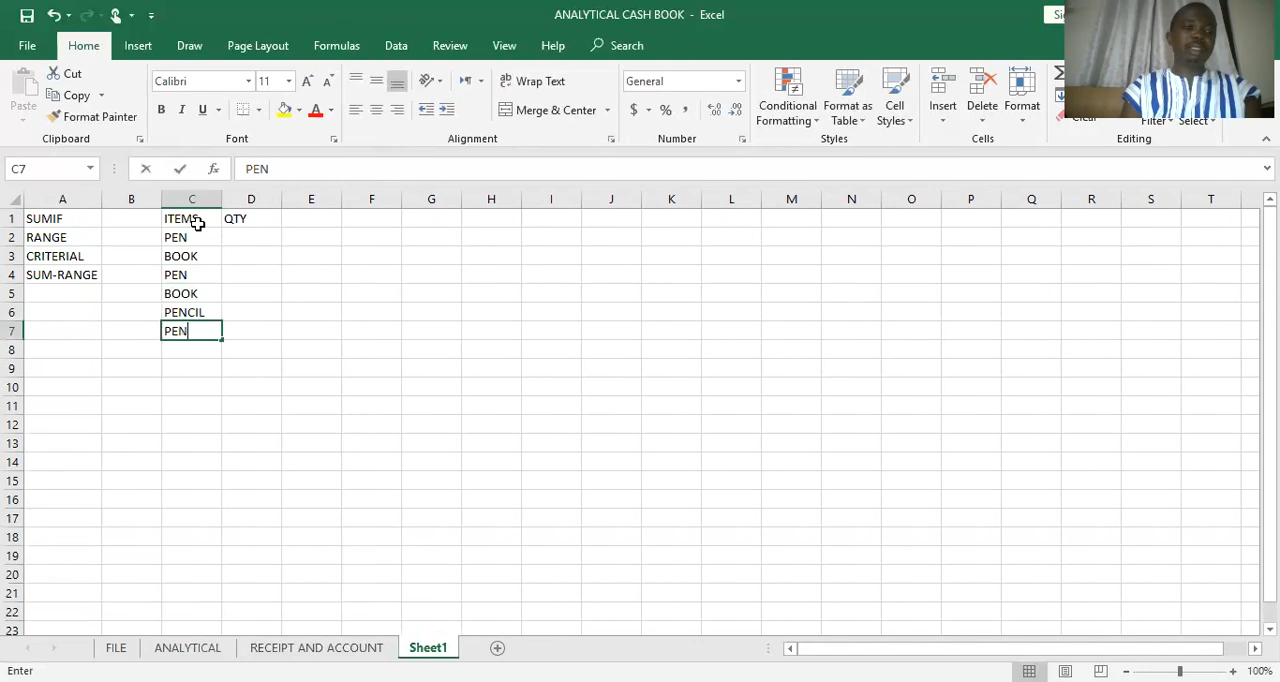 ANALYTICAL CASH BOOK - Excel
File Home Insert Draw Page Layout Formulas Data Review View Help Search
Paste Cut Copy Format Painter Clipboard
Calibri 11 B I U A Font
Wrap Text Merge & Center Alignment
General $ % , Number
Conditional Formatting Format as Table Cell Styles Styles
Insert Delete Format Cells
Clear Filter Select Editing
C7 fx PEN
A B C D E F G H I J K L M N O P Q R S T
1 SUMIF ITEMS QTY
2 RANGE PEN
3 CRITERIAL BOOK
4 SUM-RANGE PEN
5 BOOK
6 PENCIL
7 PEN
8
9
10
11
12
13
14
15
16
17
18
19
20
21
22
23
FILE ANALYTICAL RECEIPT AND ACCOUNT Sheet1
Enter 100%